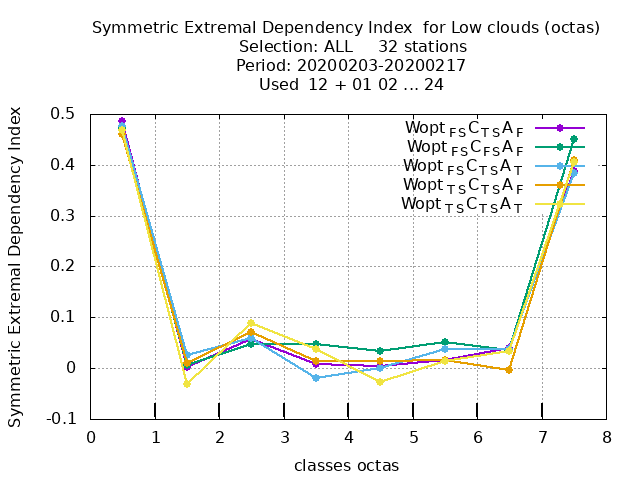 Symmetric Extremal Dependency Index for Low clouds (octas)
Selection: ALL 32 stations
Period: 20200203-20200217
Used 12 + 01 02 ... 24
Symmetric Extremal Dependency Index
0.5
0.4
0.3
0.2
0.1
0
-0.1
Wopt FS C TS A F
Wopt FS C FS A F
Wopt FS C TS A T
Wopt TS C TS A F
Wopt TS C TS A T
0 1 2 3 4 5 6 7 8
classes octas